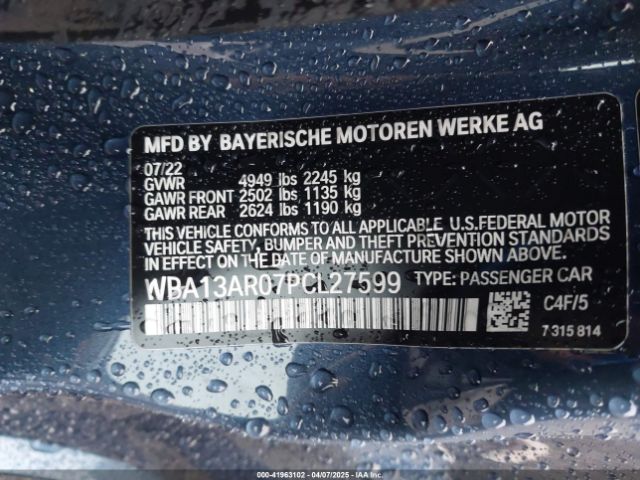 MFD BY BAYERISCHE MOTOREN WERKE AG
07/22
GVWR 4949 lbs 2245 kg
GAWR FRONT 2502 lbs 1135 kg
GAWR REAR 2624 lbs 1190 kg
THIS VEHICLE CONFORMS TO ALL APPLICABLE U.S.FEDERAL MOTOR
VEHICLE SAFETY, BUMPER AND THEFT PREVENTION STANDARDS
IN EFFECT ON THE DATE OF MANUFACTURE SHOWN ABOVE.
WBA13AR07PCL27599 TYPE: PASSENGER CAR
C4F/5
7 315 814
000-41963102 - 04/07/2025 - IAAI.COM